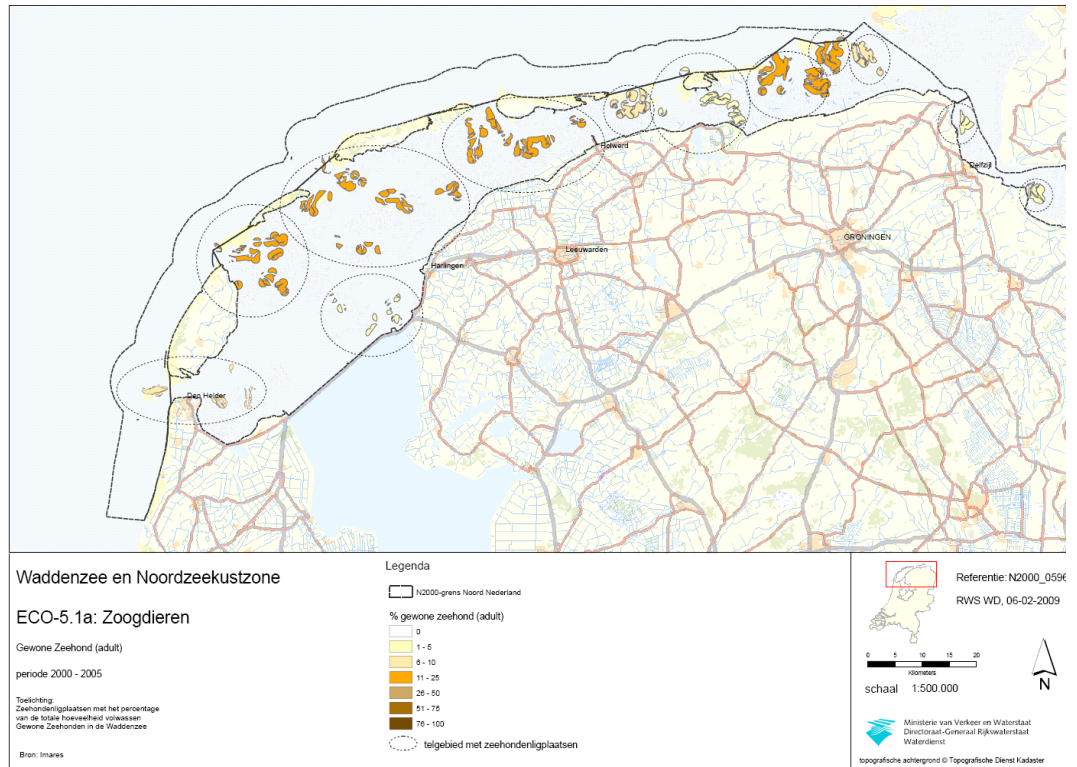 Holwerd
Delfzijl
GRONINGEN
Leeuwarden
Harlingen
Den Helder
Waddenzee en Noordzeekustzone
ECO-5.1a: Zoogdieren
Gewone Zeehond (adult)
periode 2000 - 2005
Toelichting:
Zeehondenligplaatsen met het percentage
van de totale hoeveelheid volwassen
Gewone Zeehonden in de Waddenzee
Bron: Imares
Legenda
N2000-grens Noord Nederland
% gewone zeehond (adult)
0
1 - 5
6 - 10
11 - 25
26 - 50
51 - 75
76 - 100
telgebied met zeehondenligplaatsen
Referentie: N2000_0596
RWS WD, 06-02-2009
0 5 10 15 20
Kilometers
schaal 1:500.000
N
Ministerie van Verkeer en Waterstaat
Directoraat-Generaal Rijkswaterstaat
Waterdienst
topografische achtergrond © Topografische Dienst Kadaster